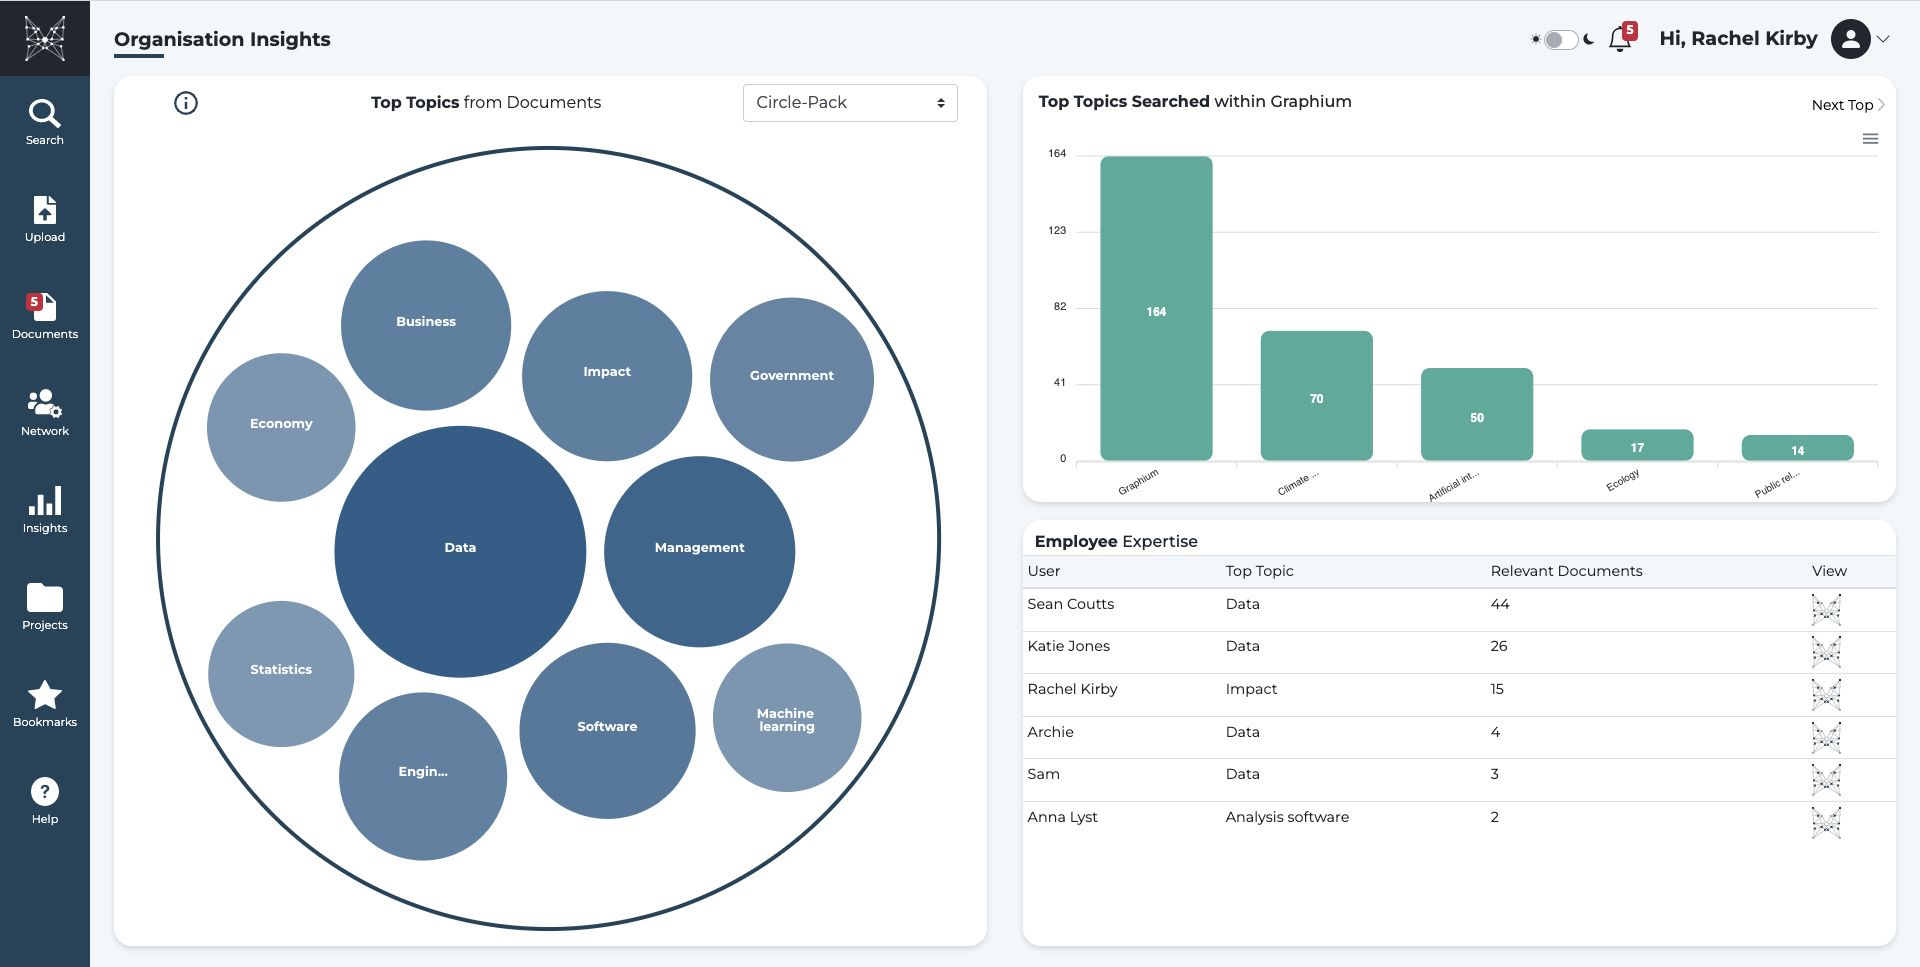 Organisation Insights
5
Hi, Rachel Kirby
Search
Upload
5
Documents
Network
Insights
Projects
Bookmarks
?
Help
Top Topics from Documents
Circle-Pack
Business
Impact
Government
Economy
Data
Management
Statistics
Software
Machine
learning
Engin...
Top Topics Searched within Graphium
Next Top
164
123
82
41
0
164
70
50
17
14
Graphium
Climate ...
Artificial int...
Ecology
Public rel...
Employee Expertise
User Top Topic Relevant Documents View
Sean Coutts Data 44
Katie Jones Data 26
Rachel Kirby Impact 15
Archie Data 4
Sam Data 3
Anna Lyst Analysis software 2